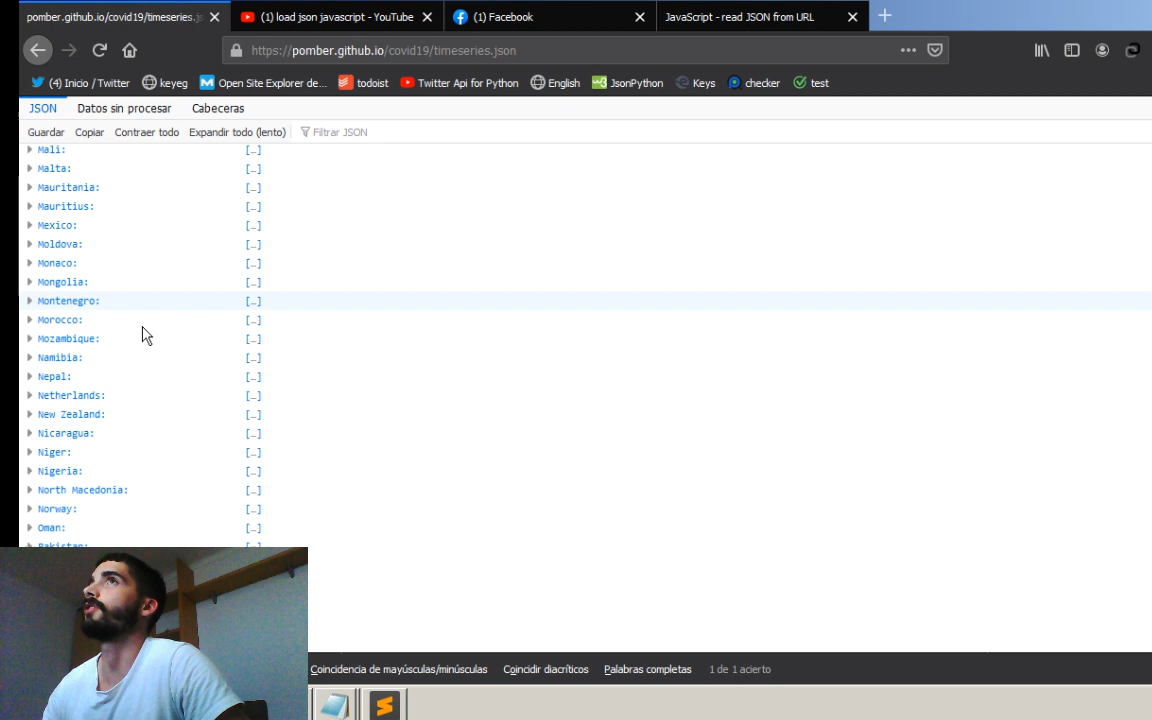 pomber.github.io/covid19/timeseries.js
(1) load json javascript - YouTube
(1) Facebook
JavaScript - read JSON from URL
https://pomber.github.io/covid19/timeseries.json
(4) Inicio / Twitter
keyeg
Open Site Explorer de...
todoist
Twitter Api for Python
English
JsonPython
Keys
checker
test
JSON
Datos sin procesar
Cabeceras
Guardar
Copiar
Contraer todo
Expandir todo (lento)
Filtrar JSON
Mali: […]
Malta: […]
Mauritania: […]
Mauritius: […]
Mexico: […]
Moldova: […]
Monaco: […]
Mongolia: […]
Montenegro: […]
Morocco: […]
Mozambique: […]
Namibia: […]
Nepal: […]
Netherlands: […]
New Zealand: […]
Nicaragua: […]
Niger: […]
Nigeria: […]
North Macedonia: […]
Norway: […]
Oman: […]
Pakistan: […]
Coincidencia de mayúsculas/minúsculas
Coincidir diacríticos
Palabras completas
1 de 1 acierto